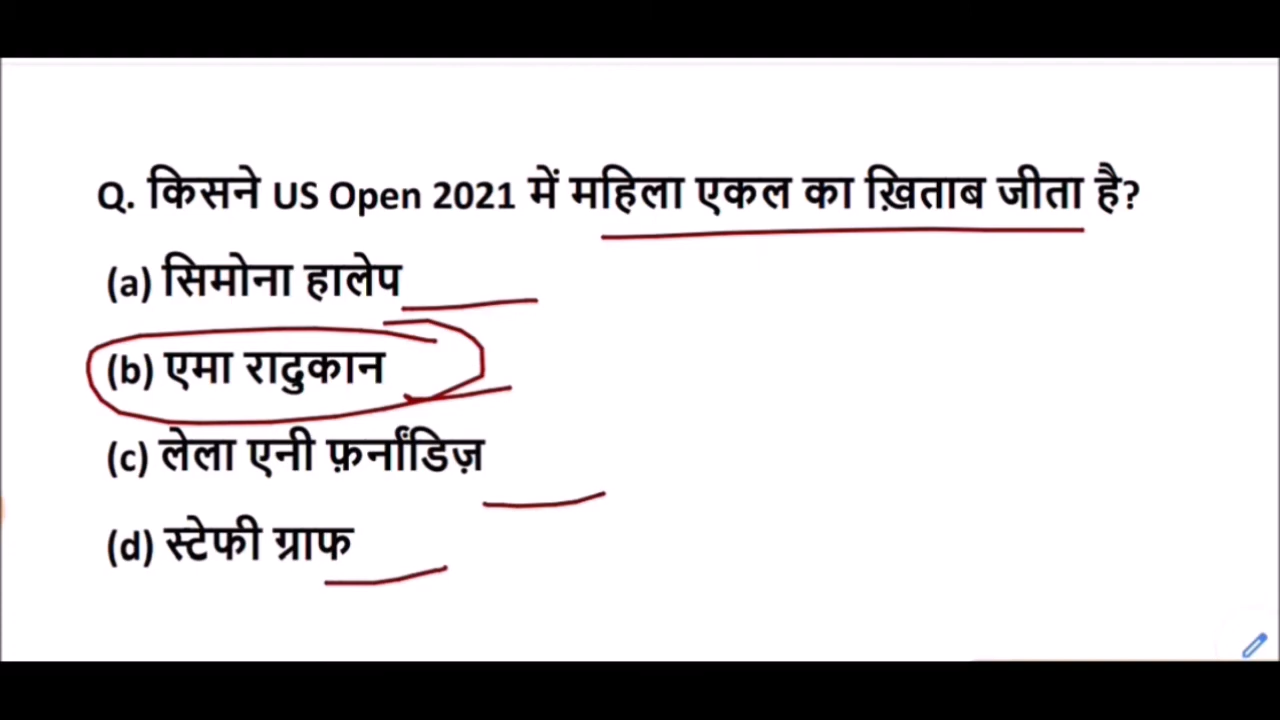 Q. किसने US Open 2021 में महिला एकल का ख़िताब जीता है?
(a) सिमोना हालेप
(b) एमा रादुकान
(c) लेला एनी फ़र्नांडिज़
(d) स्टेफी ग्राफ